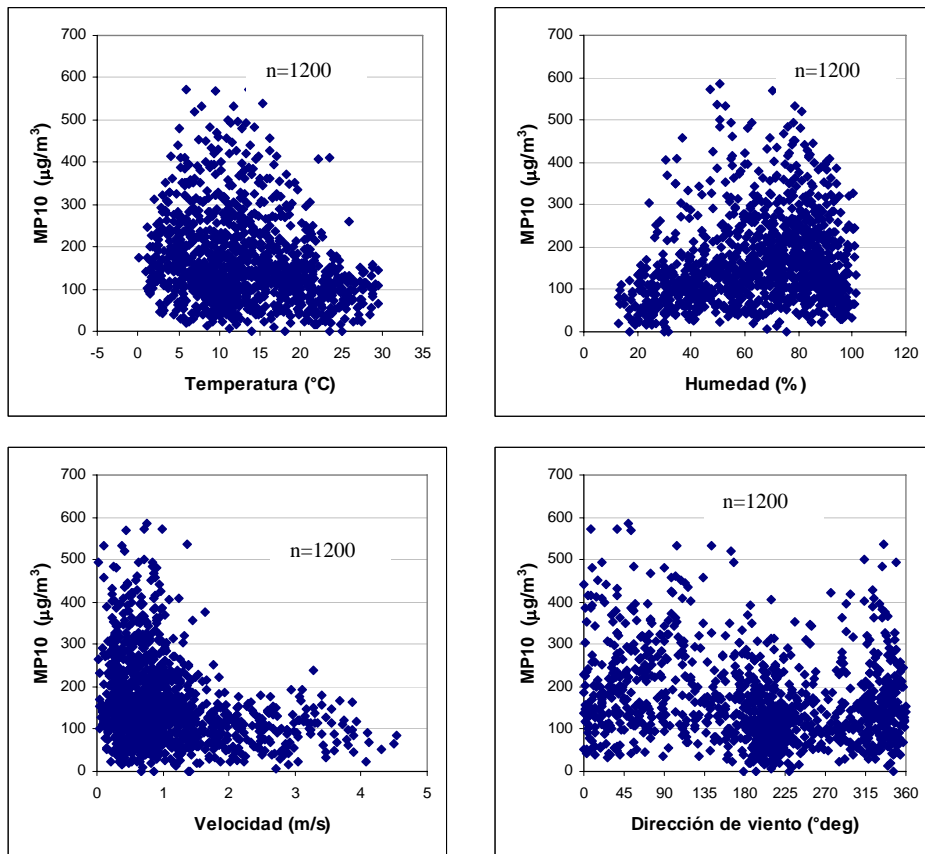 700
600
500
400
300
200
100
0
MP10 (µg/m³)
n=1200
-5 0 5 10 15 20 25 30 35
Temperatura (°C)
700
600
500
400
300
200
100
0
MP10 (µg/m³)
n=1200
0 20 40 60 80 100 120
Humedad (%)
700
600
500
400
300
200
100
0
MP10 (µg/m³)
n=1200
0 1 2 3 4 5
Velocidad (m/s)
700
600
500
400
300
200
100
0
MP10 (µg/m³)
n=1200
0 45 90 135 180 225 270 315 360
Dirección de viento (°deg)